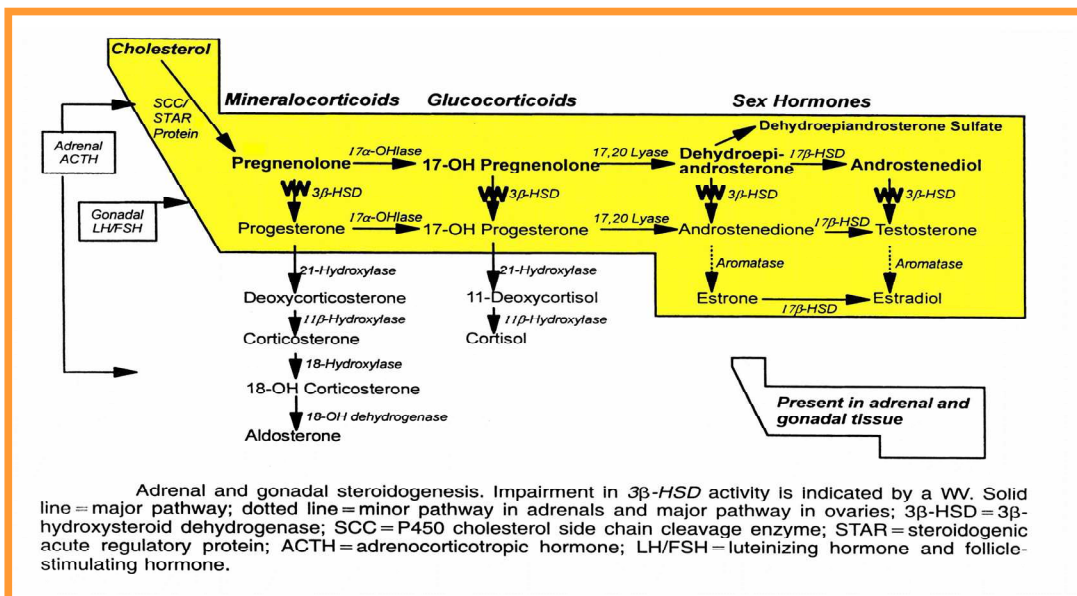 Cholesterol
SCC/
STAR
Protein
Mineralocorticoids Glucocorticoids Sex Hormones
Dehydroepiandrosterone Sulfate
Adrenal
ACTH
Pregnenolone 17α-OHlase 17-OH Pregnenolone 17,20 Lyase Dehydroepi-
androsterone 17β-HSD Androstenediol
W 3β-HSD W 3β-HSD W 3β-HSD W 3β-HSD
Gonadal
LH/FSH
Progesterone 17α-OHlase 17-OH Progesterone 17,20 Lyase Androstenedione 17β-HSD Testosterone
21-Hydroxylase 21-Hydroxylase Aromatase Aromatase
Deoxycorticosterone 11-Deoxycortisol Estrone 17β-HSD Estradiol
11β-Hydroxylase 11β-Hydroxylase
Corticosterone Cortisol
18-Hydroxylase
18-OH Corticosterone
18-OH dehydrogenase
Aldosterone
Present in adrenal and
gonadal tissue
Adrenal and gonadal steroidogenesis. Impairment in 3β-HSD activity is indicated by a W. Solid
line = major pathway; dotted line = minor pathway in adrenals and major pathway in ovaries; 3β-HSD = 3β-
hydroxysteroid dehydrogenase; SCC = P450 cholesterol side chain cleavage enzyme; STAR = steroidogenic
acute regulatory protein; ACTH = adrenocorticotropic hormone; LH/FSH = luteinizing hormone and follicle-
stimulating hormone.